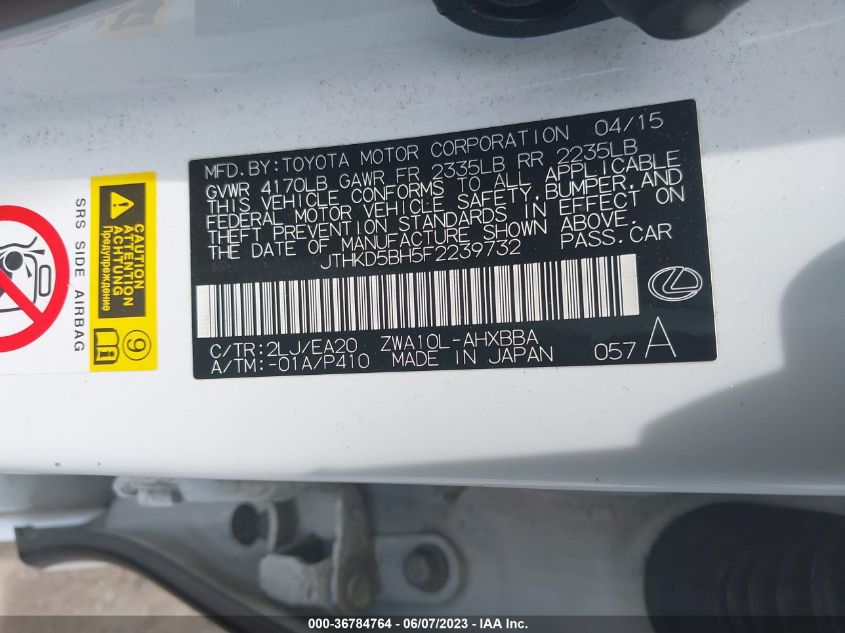 MFD.BY:TOYOTA MOTOR CORPORATION 04/15
GVWR 4170LB GAWR FR 2335LB RR 2235LB
THIS VEHICLE CONFORMS TO ALL APPLICABLE
FEDERAL MOTOR VEHICLE SAFETY,BUMPER,AND
THEFT PREVENTION STANDARDS IN EFFECT ON
THE DATE OF MANUFACTURE SHOWN ABOVE.
JTHKD5BH5F2239732 PASS.CAR
C/TR:2LJ/EA20 ZWA10L-AHXBBA
A/TM:-01A/P410 MADE IN JAPAN 057 A
SRS SIDE AIRBAG
CAUTION
ATTENTION
ACHTUNG
Предупреждение
9
000-36784764 - 06/07/2023 - IAA Inc.